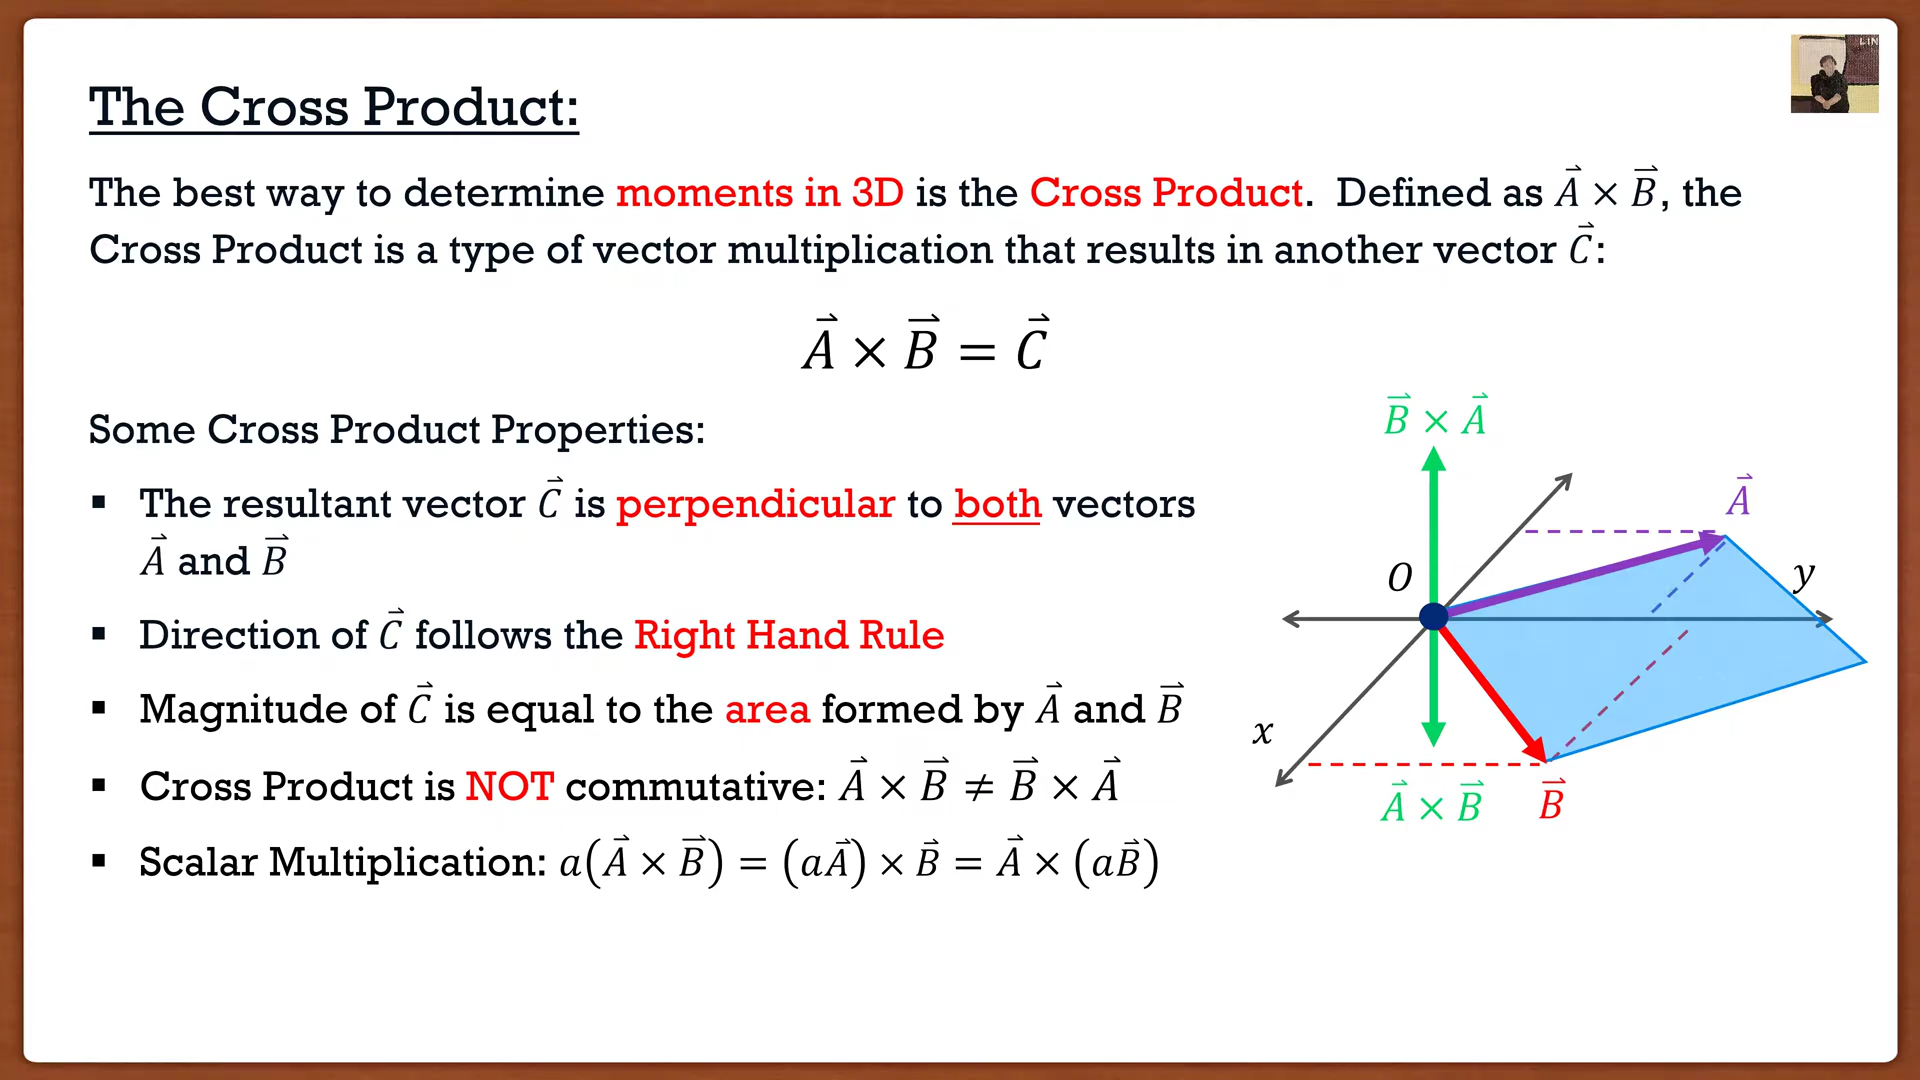 The Cross Product:
The best way to determine moments in 3D is the Cross Product. Defined as A⃗ × B⃗, the
Cross Product is a type of vector multiplication that results in another vector C⃗:
A⃗ × B⃗ = C⃗
Some Cross Product Properties:
▪ The resultant vector C⃗ is perpendicular to both vectors
A⃗ and B⃗
▪ Direction of C⃗ follows the Right Hand Rule
▪ Magnitude of C⃗ is equal to the area formed by A⃗ and B⃗
▪ Cross Product is NOT commutative: A⃗ × B⃗ ≠ B⃗ × A⃗
▪ Scalar Multiplication: a(A⃗ × B⃗) = (aA⃗) × B⃗ = A⃗ × (aB⃗)
B⃗ × A⃗
A⃗
O
y
x
A⃗ × B⃗
B⃗